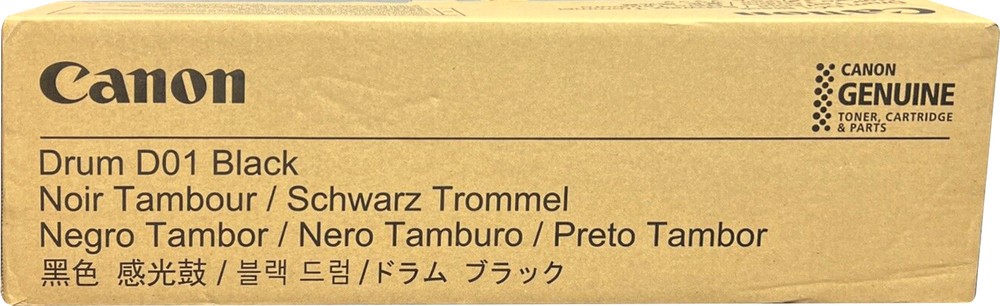 Canon
Canon
CANON
GENUINE
TONER, CARTRIDGE
& PARTS
Drum D01 Black
Noir Tambour / Schwarz Trommel
Negro Tambor / Nero Tamburo / Preto Tambor
黑色 感光鼓 / 블랙 드럼 / ドラム ブラック